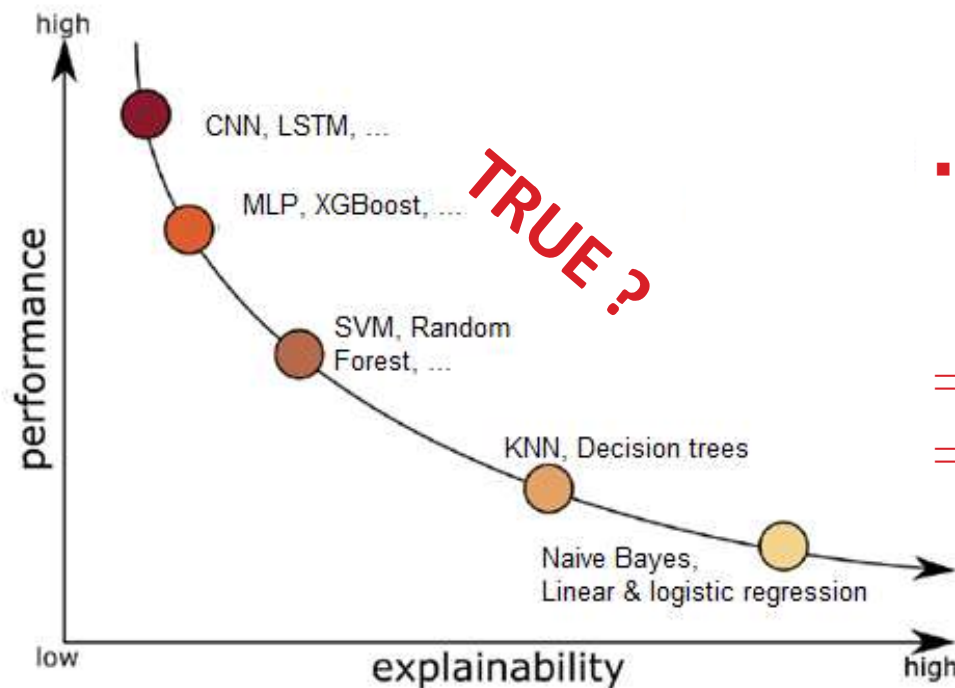 high
CNN, LSTM, ...
MLP, XGBoost, ...
TRUE ?
SVM, Random
Forest, ...
performance
KNN, Decision trees
Naive Bayes,
Linear & logistic regression
low
explainability
high